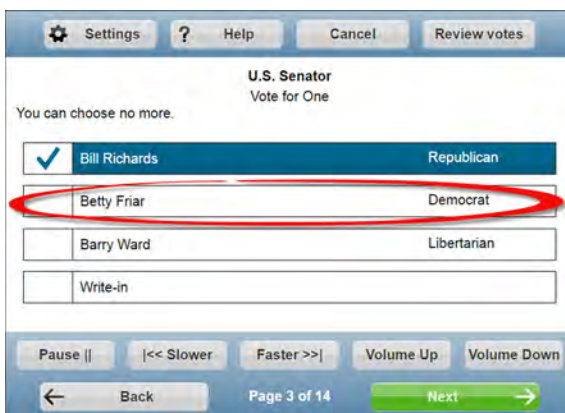 Settings ? Help Cancel Review votes
U.S. Senator
Vote for One
You can choose no more.
Bill Richards Republican
Betty Friar Democrat
Barry Ward Libertarian
Write-in
Pause || |<< Slower Faster >>| Volume Up Volume Down
← Back Page 3 of 14 Next →